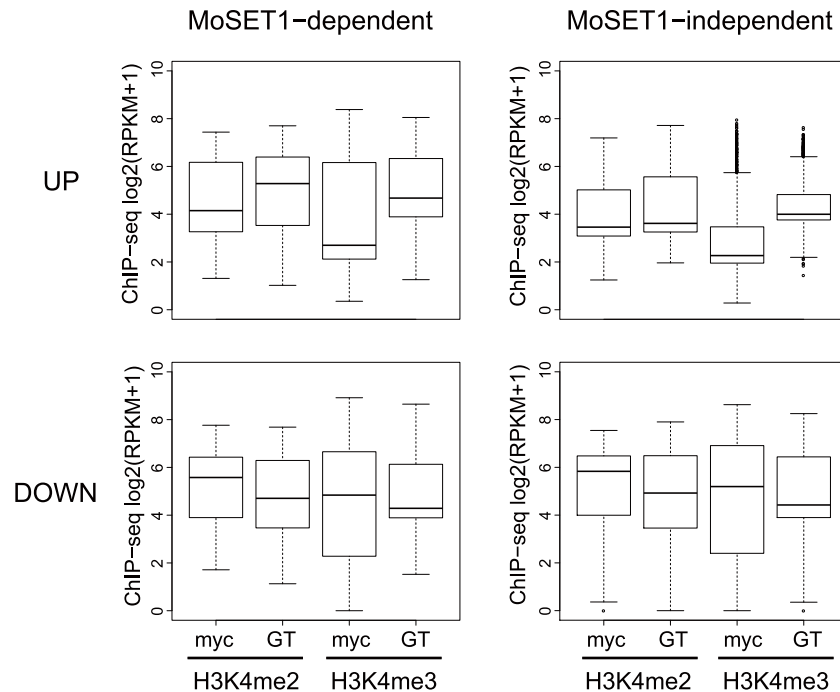 MoSET1−dependent
MoSET1−independent
UP
ChIP−seq log2(RPKM+1)
0 2 4 6 8 10
ChIP−seq log2(RPKM+1)
0 2 4 6 8 10
DOWN
ChIP−seq log2(RPKM+1)
0 2 4 6 8 10
ChIP−seq log2(RPKM+1)
0 2 4 6 8 10
myc GT myc GT
H3K4me2 H3K4me3
myc GT myc GT
H3K4me2 H3K4me3